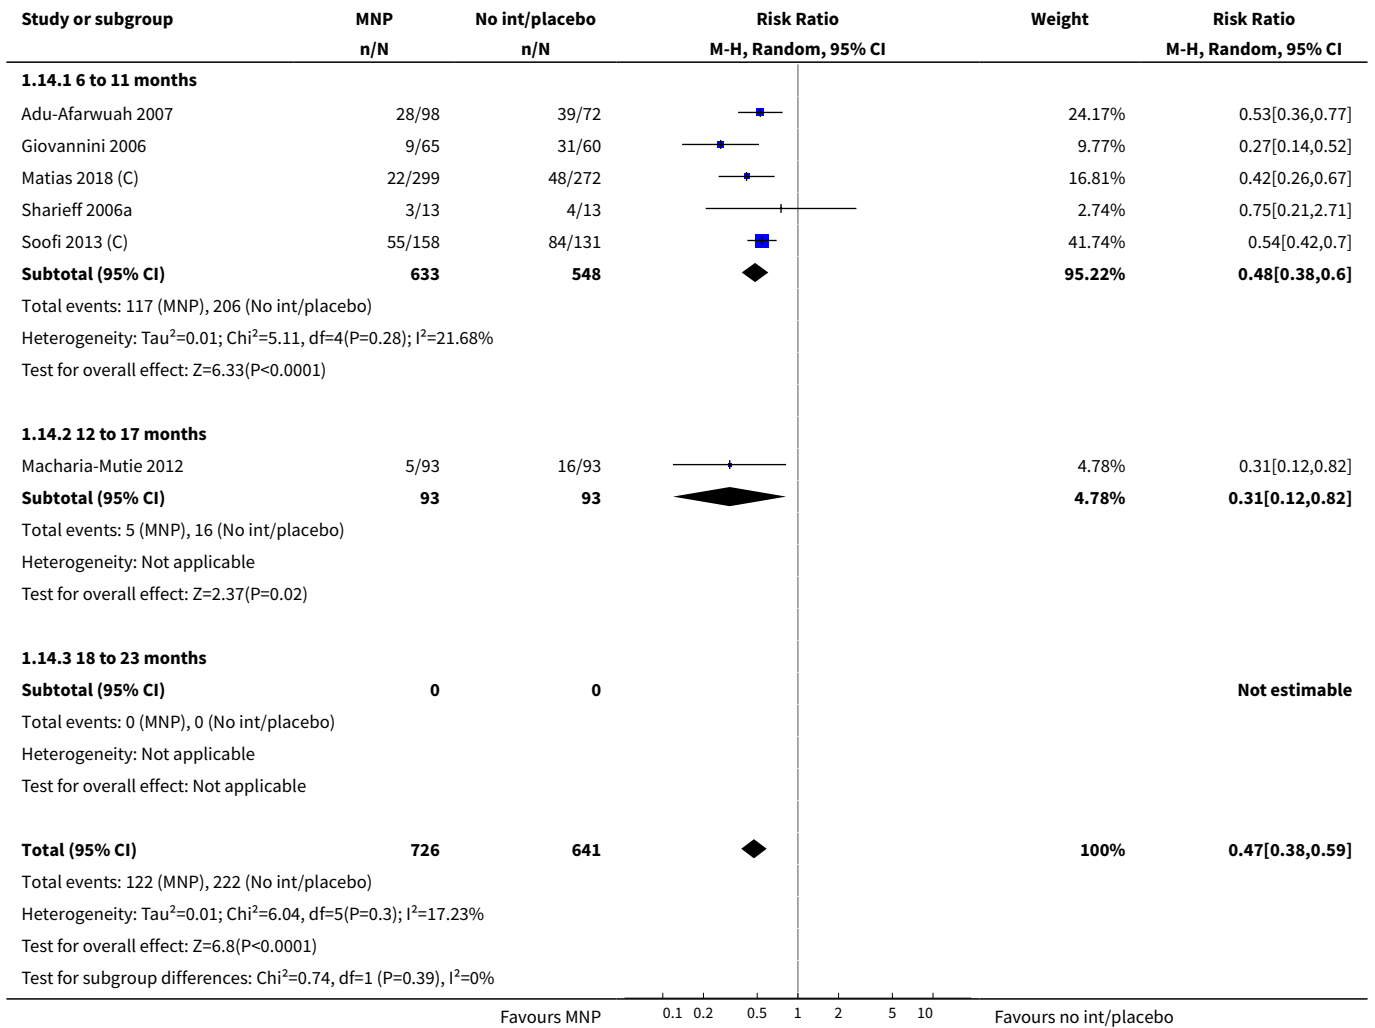 Study or subgroup MNP No int/placebo Risk Ratio Weight Risk Ratio
n/N n/N M-H, Random, 95% CI M-H, Random, 95% CI
1.14.1 6 to 11 months
Adu-Afarwuah 2007 28/98 39/72 24.17% 0.53[0.36,0.77]
Giovannini 2006 9/65 31/60 9.77% 0.27[0.14,0.52]
Matias 2018 (C) 22/299 48/272 16.81% 0.42[0.26,0.67]
Sharieff 2006a 3/13 4/13 2.74% 0.75[0.21,2.71]
Soofi 2013 (C) 55/158 84/131 41.74% 0.54[0.42,0.7]
Subtotal (95% CI) 633 548 95.22% 0.48[0.38,0.6]
Total events: 117 (MNP), 206 (No int/placebo)
Heterogeneity: Tau²=0.01; Chi²=5.11, df=4(P=0.28); I²=21.68%
Test for overall effect: Z=6.33(P<0.0001)
1.14.2 12 to 17 months
Macharia-Mutie 2012 5/93 16/93 4.78% 0.31[0.12,0.82]
Subtotal (95% CI) 93 93 4.78% 0.31[0.12,0.82]
Total events: 5 (MNP), 16 (No int/placebo)
Heterogeneity: Not applicable
Test for overall effect: Z=2.37(P=0.02)
1.14.3 18 to 23 months
Subtotal (95% CI) 0 0 Not estimable
Total events: 0 (MNP), 0 (No int/placebo)
Heterogeneity: Not applicable
Test for overall effect: Not applicable
Total (95% CI) 726 641 100% 0.47[0.38,0.59]
Total events: 122 (MNP), 222 (No int/placebo)
Heterogeneity: Tau²=0.01; Chi²=6.04, df=5(P=0.3); I²=17.23%
Test for overall effect: Z=6.8(P<0.0001)
Test for subgroup differences: Chi²=0.74, df=1 (P=0.39), I²=0%
Favours MNP 0.1 0.2 0.5 1 2 5 10 Favours no int/placebo